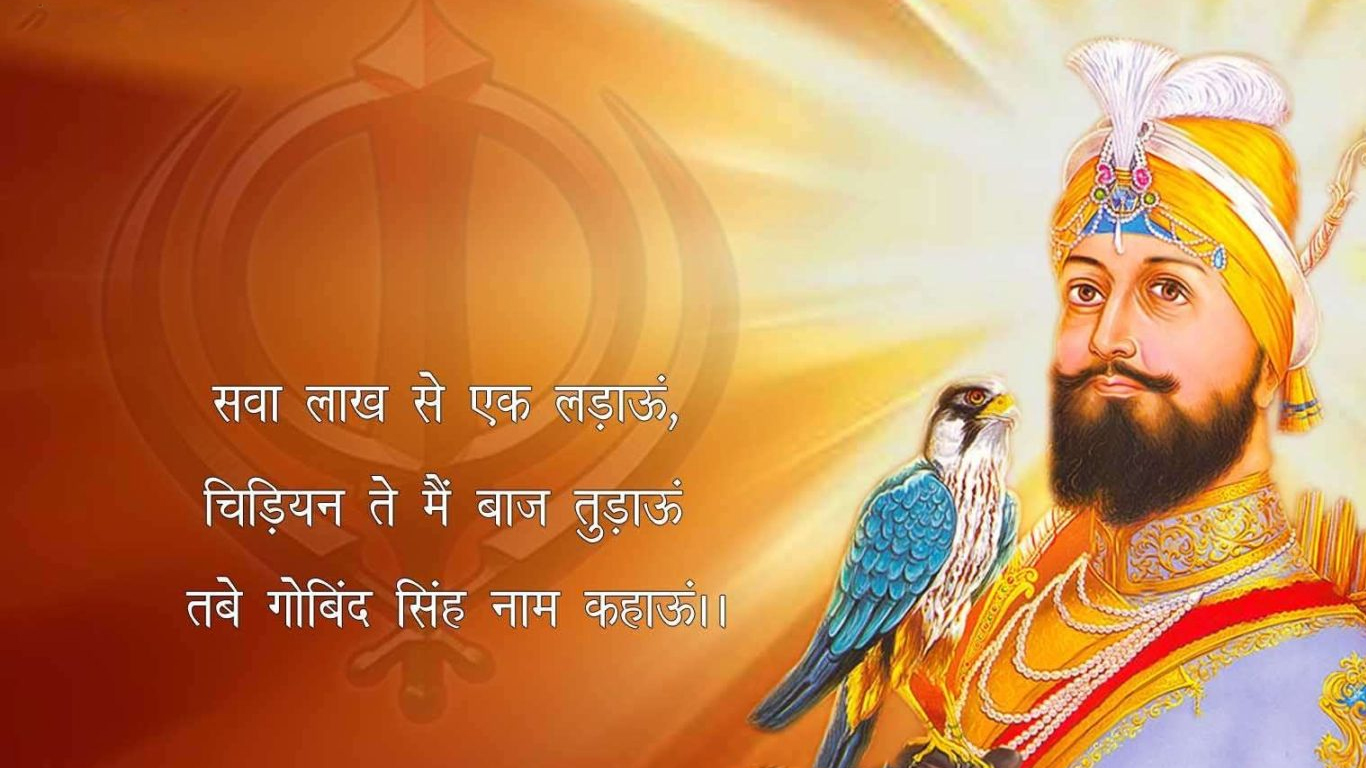 सवा लाख से एक लड़ाऊं,
चिड़ियन ते मैं बाज तुड़ाऊं
तबे गोबिंद सिंह नाम कहाऊं।।